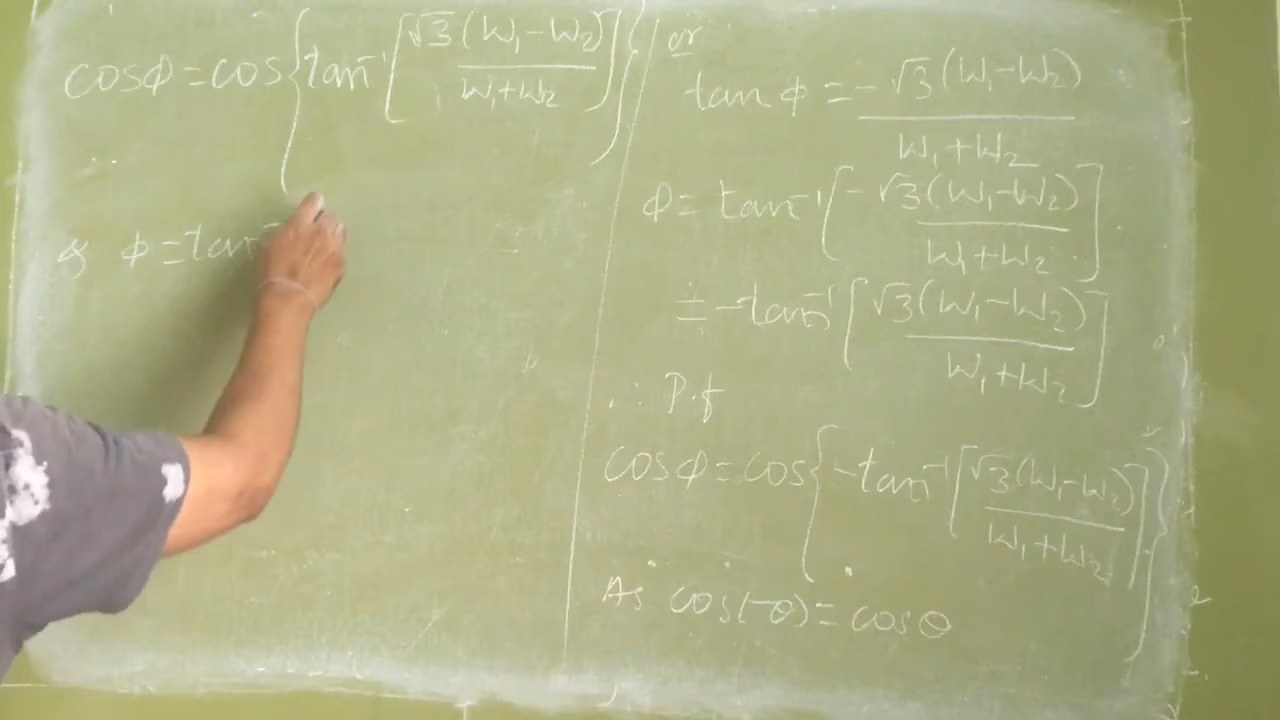 cosφ = cos{tan⁻¹[√3(W₁-W₂)/W₁+W₂]}
& φ = tan⁻
or
tan φ = -√3(W₁-W₂)/W₁+W₂
φ = tan⁻¹[-√3(W₁-W₂)/W₁+W₂]
= -tan⁻¹[√3(W₁-W₂)/W₁+W₂]
∴ P.f
cosφ = cos{-tan⁻¹[√3(W₁-W₂)/W₁+W₂]}
As cos(-θ) = cosθ